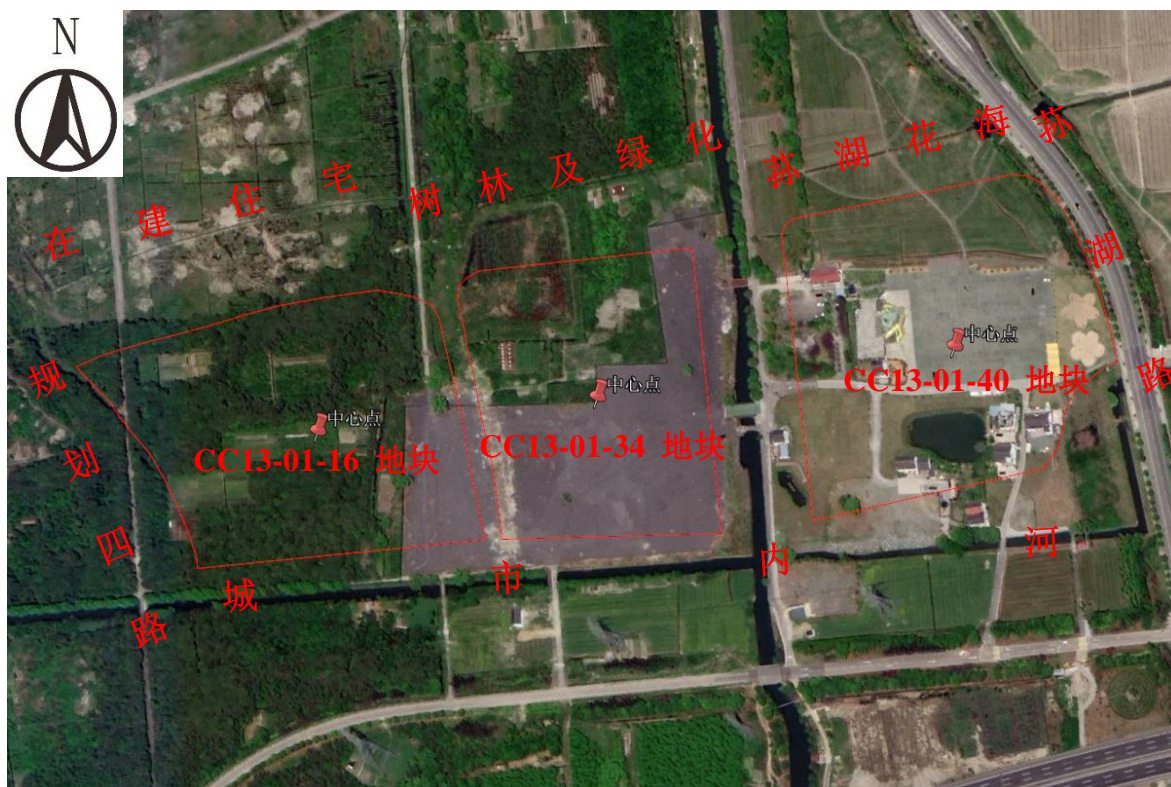 N
在建住宅
树林及绿化
荪湖花海
荪湖路
规划四路
中心点
中心点
中心点
CC13-01-16 地块
CC13-01-34 地块
CC13-01-40 地块
城市内河